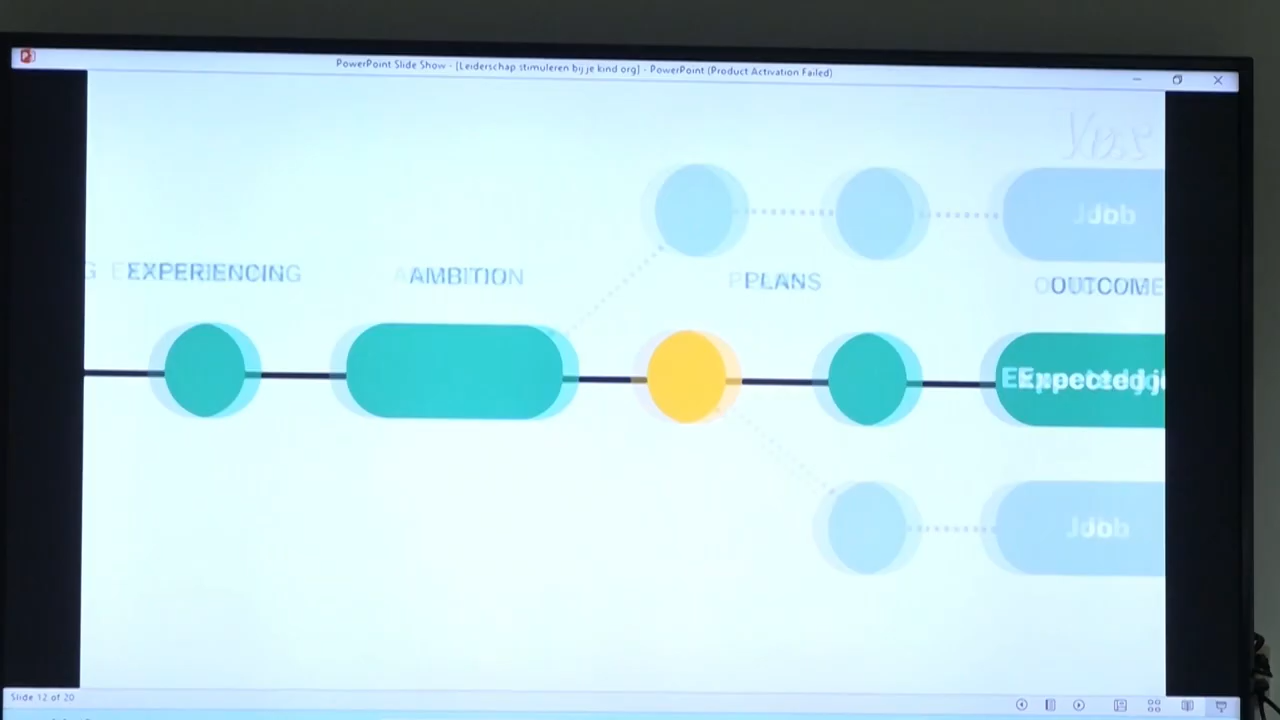 PowerPoint Slide Show - [Leiderschap stimuleren bij je kind org] - PowerPoint (Product Activation Failed)
Job
G EXPERIENCING AMBITION PLANS OUTCOME
Expected j
Job
Slide 12 of 20